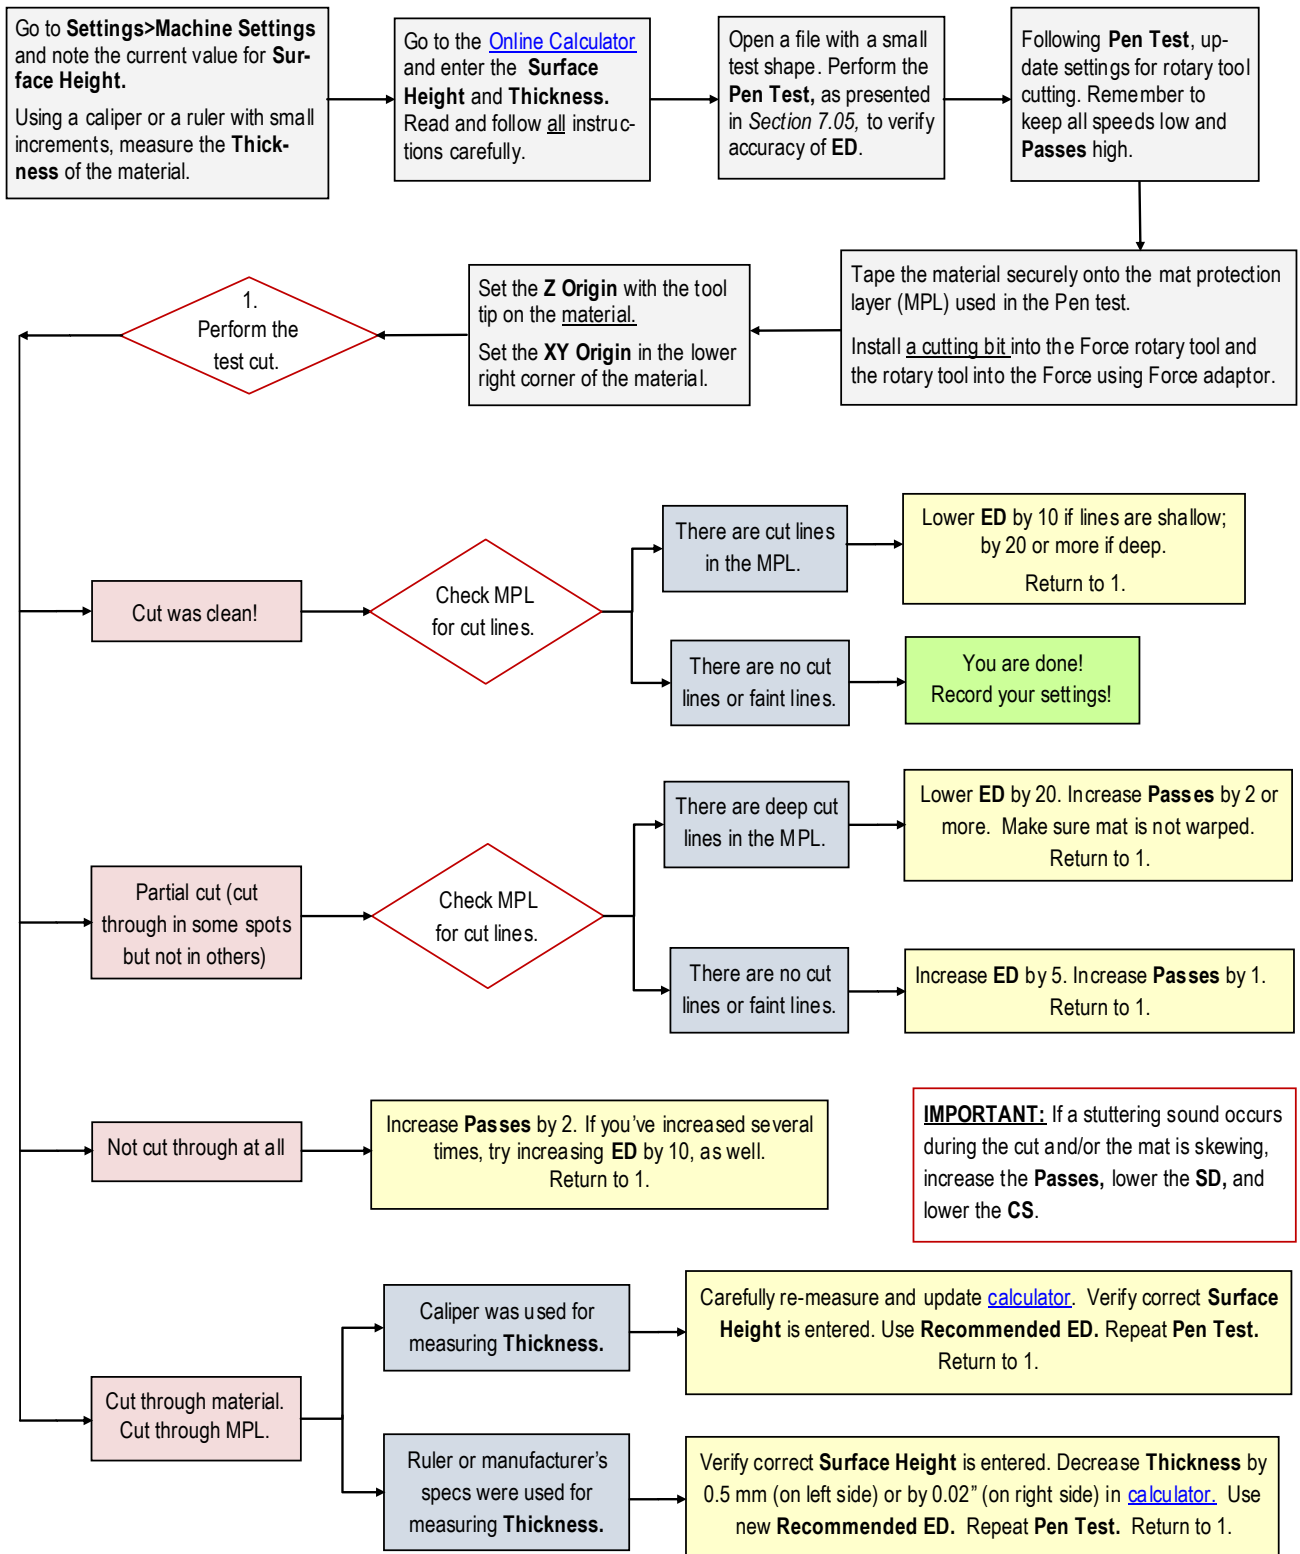 Go to Settings>Machine Settings
and note the current value for Sur-
face Height.
Using a caliper or a ruler with small
increments, measure the Thick-
ness of the material.
Go to the Online Calculator
and enter the Surface
Height and Thickness.
Read and follow all instruc-
tions carefully.
Open a file with a small
test shape. Perform the
Pen Test, as presented
in Section 7.05, to verify
accuracy of ED.
Following Pen Test, up-
date settings for rotary tool
cutting. Remember to
keep all speeds low and
Passes high.
Tape the material securely onto the mat protection
layer (MPL) used in the Pen test.
Install a cutting bit into the Force rotary tool and
the rotary tool into the Force using Force adaptor.
Set the Z Origin with the tool
tip on the material.
Set the XY Origin in the lower
right corner of the material.
1.
Perform the
test cut.
Cut was clean!
Check MPL
for cut lines.
There are cut lines
in the MPL.
Lower ED by 10 if lines are shallow;
by 20 or more if deep.
Return to 1.
There are no cut
lines or faint lines.
You are done!
Record your settings!
Partial cut (cut
through in some spots
but not in others)
Check MPL
for cut lines.
There are deep cut
lines in the MPL.
Lower ED by 20. Increase Passes by 2 or
more. Make sure mat is not warped.
Return to 1.
There are no cut
lines or faint lines.
Increase ED by 5. Increase Passes by 1.
Return to 1.
Not cut through at all
Increase Passes by 2. If you've increased several
times, try increasing ED by 10, as well.
Return to 1.
IMPORTANT: If a stuttering sound occurs
during the cut and/or the mat is skewing,
increase the Passes, lower the SD, and
lower the CS.
Cut through material.
Cut through MPL.
Caliper was used for
measuring Thickness.
Carefully re-measure and update calculator. Verify correct Surface
Height is entered. Use Recommended ED. Repeat Pen Test.
Return to 1.
Ruler or manufacturer's
specs were used for
measuring Thickness.
Verify correct Surface Height is entered. Decrease Thickness by
0.5 mm (on left side) or by 0.02” (on right side) in calculator. Use
new Recommended ED. Repeat Pen Test. Return to 1.